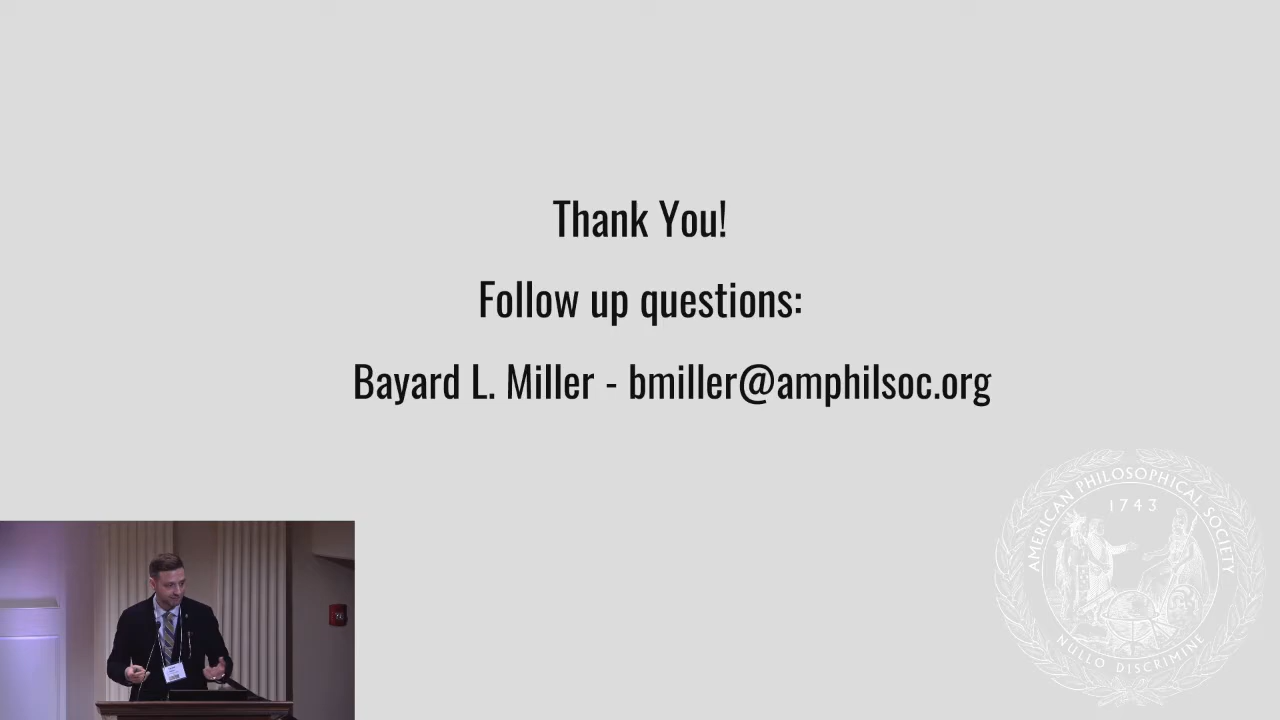 Thank You!
Follow up questions:
Bayard L. Miller - bmiller@amphilsoc.org
AMERICAN PHILOSOPHICAL SOCIETY
1743
NULLO DISCRIMINE